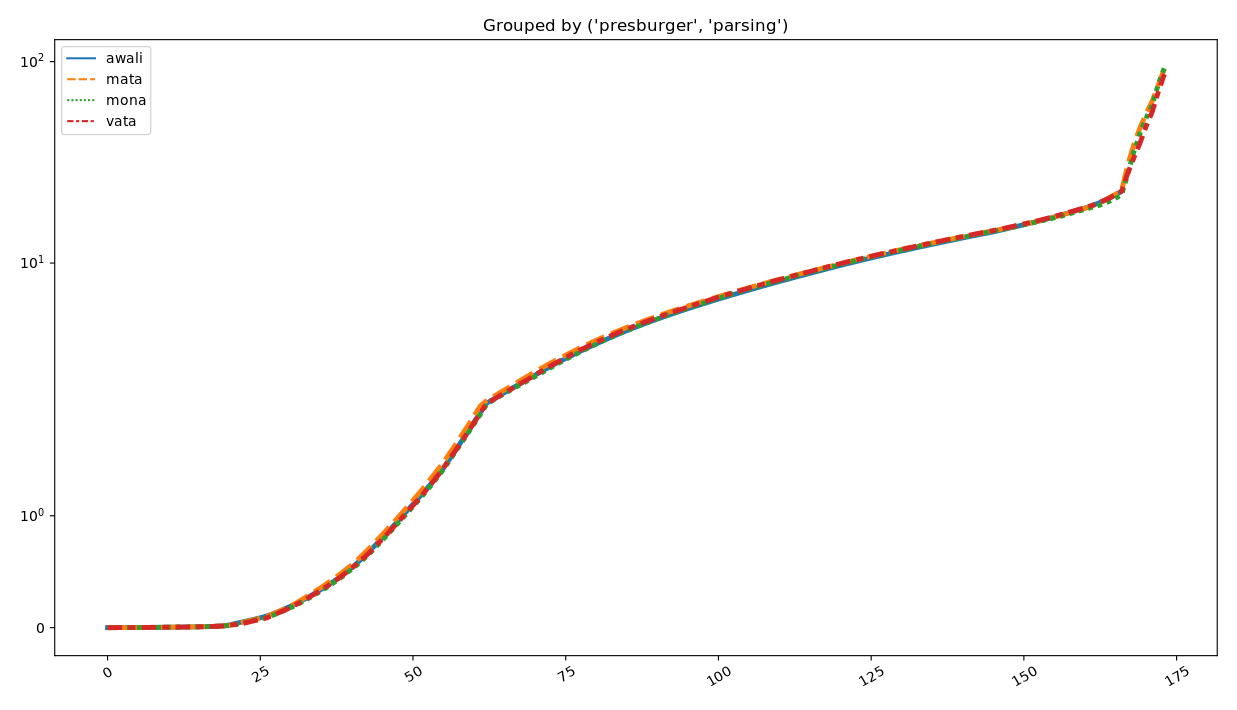 Grouped by ('presburger', 'parsing')
awali
mata
mona
vata
10²
10¹
10⁰
0
0 25 50 75 100 125 150 175